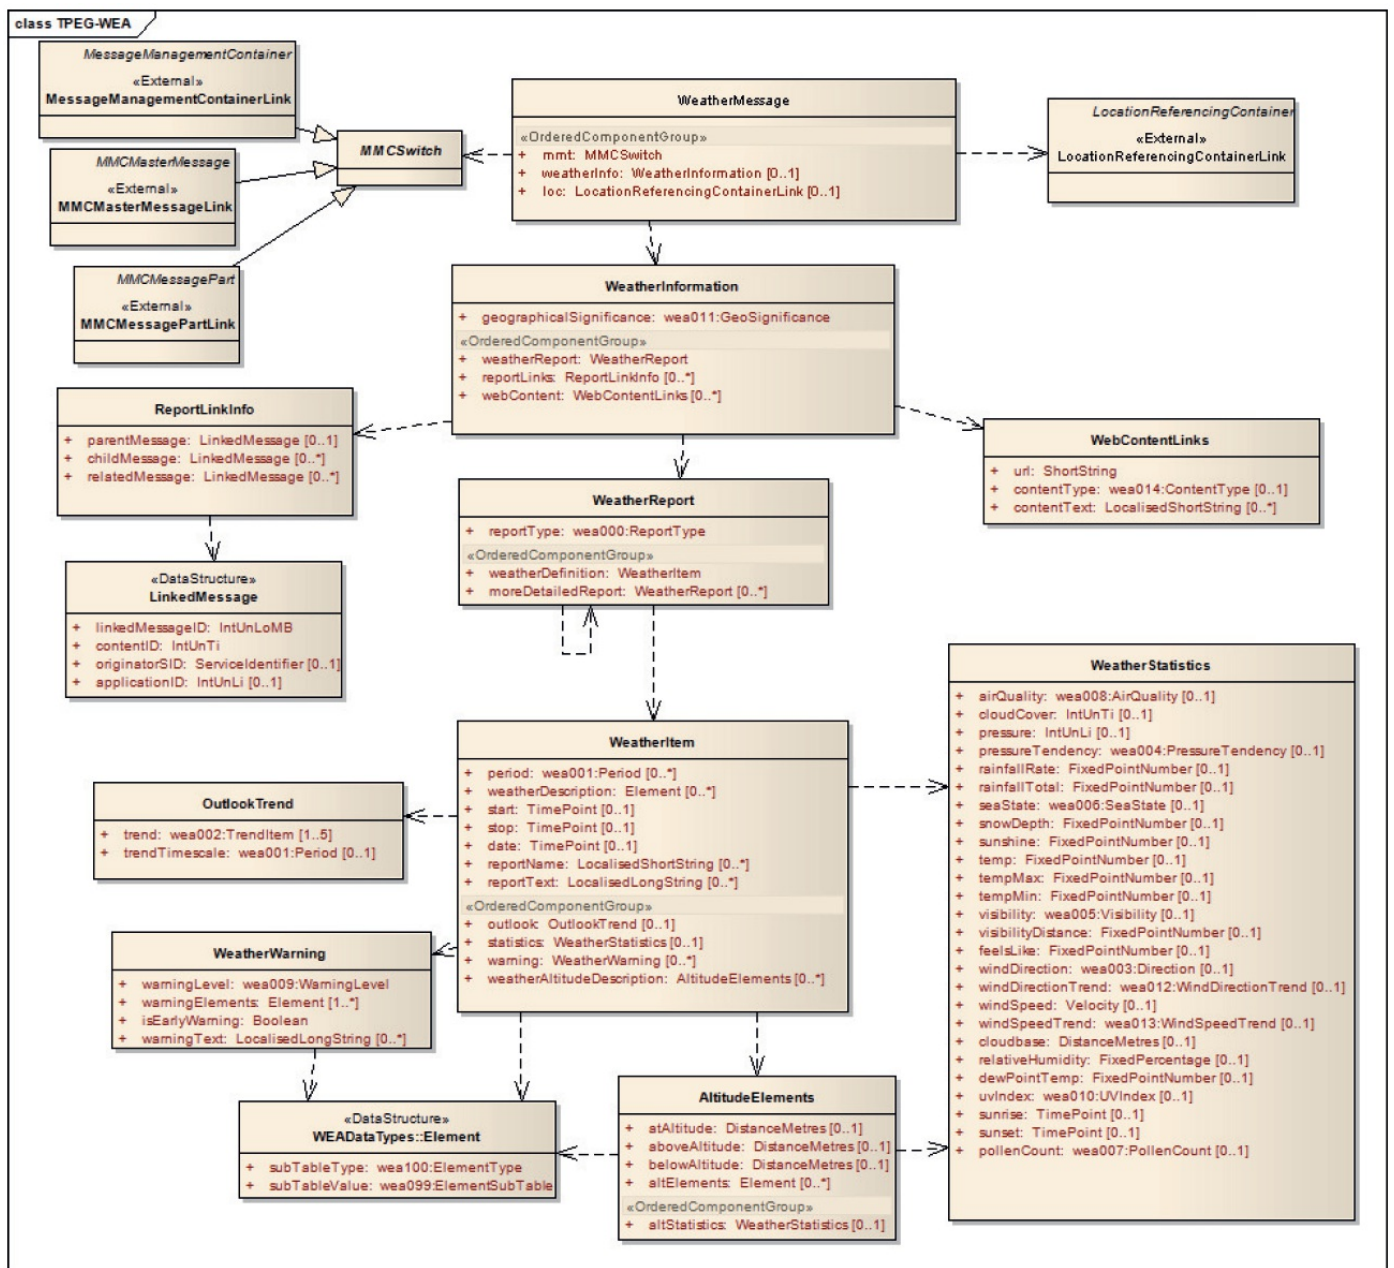 class TPEG-WEA
MessageManagementContainer
«External»
MessageManagementContainerLink
MMCMasterMessage
«External»
MMCMasterMessageLink
MMCMessagePart
«External»
MMCMessagePartLink
MMCSwitch
WeatherMessage
«OrderedComponentGroup»
+ mmt: MMCSwitch
+ weatherInfo: WeatherInformation [0..1]
+ loc: LocationReferencingContainerLink [0..1]
LocationReferencingContainer
«External»
LocationReferencingContainerLink
WeatherInformation
+ geographicalSignificance: wea011:GeoSignificance
«OrderedComponentGroup»
+ weatherReport: WeatherReport
+ reportLinks: ReportLinkInfo [0..*]
+ webContent: WebContentLinks [0..*]
ReportLinkInfo
+ parentMessage: LinkedMessage [0..1]
+ childMessage: LinkedMessage [0..*]
+ relatedMessage: LinkedMessage [0..*]
WebContentLinks
+ url: ShortString
+ contentType: wea014:ContentType [0..1]
+ contentText: LocalisedShortString [0..*]
WeatherReport
+ reportType: wea000:ReportType
«OrderedComponentGroup»
+ weatherDefinition: WeatherItem
+ moreDetailedReport: WeatherReport [0..*]
«DataStructure»
LinkedMessage
+ linkedMessageID: IntUnLoMB
+ contentID: IntUnTi
+ originatorSID: ServiceIdentifier [0..1]
+ applicationID: IntUnLi [0..1]
WeatherStatistics
+ airQuality: wea008:AirQuality [0..1]
+ cloudCover: IntUnTi [0..1]
+ pressure: IntUnLi [0..1]
+ pressureTendency: wea004:PressureTendency [0..1]
+ rainfallRate: FixedPointNumber [0..1]
+ rainfallTotal: FixedPointNumber [0..1]
+ seaState: wea006:SeaState [0..1]
+ snowDepth: FixedPointNumber [0..1]
+ sunshine: FixedPointNumber [0..1]
+ temp: FixedPointNumber [0..1]
+ tempMax: FixedPointNumber [0..1]
+ tempMin: FixedPointNumber [0..1]
+ visibility: wea005:Visibility [0..1]
+ visibilityDistance: FixedPointNumber [0..1]
+ feelsLike: FixedPointNumber [0..1]
+ windDirection: wea003:Direction [0..1]
+ windDirectionTrend: wea012:WindDirectionTrend [0..1]
+ windSpeed: Velocity [0..1]
+ windSpeedTrend: wea013:WindSpeedTrend [0..1]
+ cloudbase: DistanceMetres [0..1]
+ relativeHumidity: FixedPercentage [0..1]
+ dewPointTemp: FixedPointNumber [0..1]
+ uvIndex: wea010:UVIndex [0..1]
+ sunrise: TimePoint [0..1]
+ sunset: TimePoint [0..1]
+ pollenCount: wea007:PollenCount [0..1]
WeatherItem
+ period: wea001:Period [0..*]
+ weatherDescription: Element [0..*]
+ start: TimePoint [0..1]
+ stop: TimePoint [0..1]
+ date: TimePoint [0..1]
+ reportName: LocalisedShortString [0..*]
+ reportText: LocalisedLongString [0..*]
«OrderedComponentGroup»
+ outlook: OutlookTrend [0..1]
+ statistics: WeatherStatistics [0..1]
+ warning: WeatherWarning [0..*]
+ weatherAltitudeDescription: AltitudeElements [0..*]
OutlookTrend
+ trend: wea002:TrendItem [1..5]
+ trendTimescale: wea001:Period [0..1]
WeatherWarning
+ warningLevel: wea009:WarningLevel
+ warningElements: Element [1..*]
+ isEarlyWarning: Boolean
+ warningText: LocalisedLongString [0..*]
«DataStructure»
WEADataTypes::Element
+ subTableType: wea100:ElementType
+ subTableValue: wea099:ElementSubTable
AltitudeElements
+ atAltitude: DistanceMetres [0..1]
+ aboveAltitude: DistanceMetres [0..1]
+ belowAltitude: DistanceMetres [0..1]
+ altElements: Element [0..*]
«OrderedComponentGroup»
+ altStatistics: WeatherStatistics [0..1]